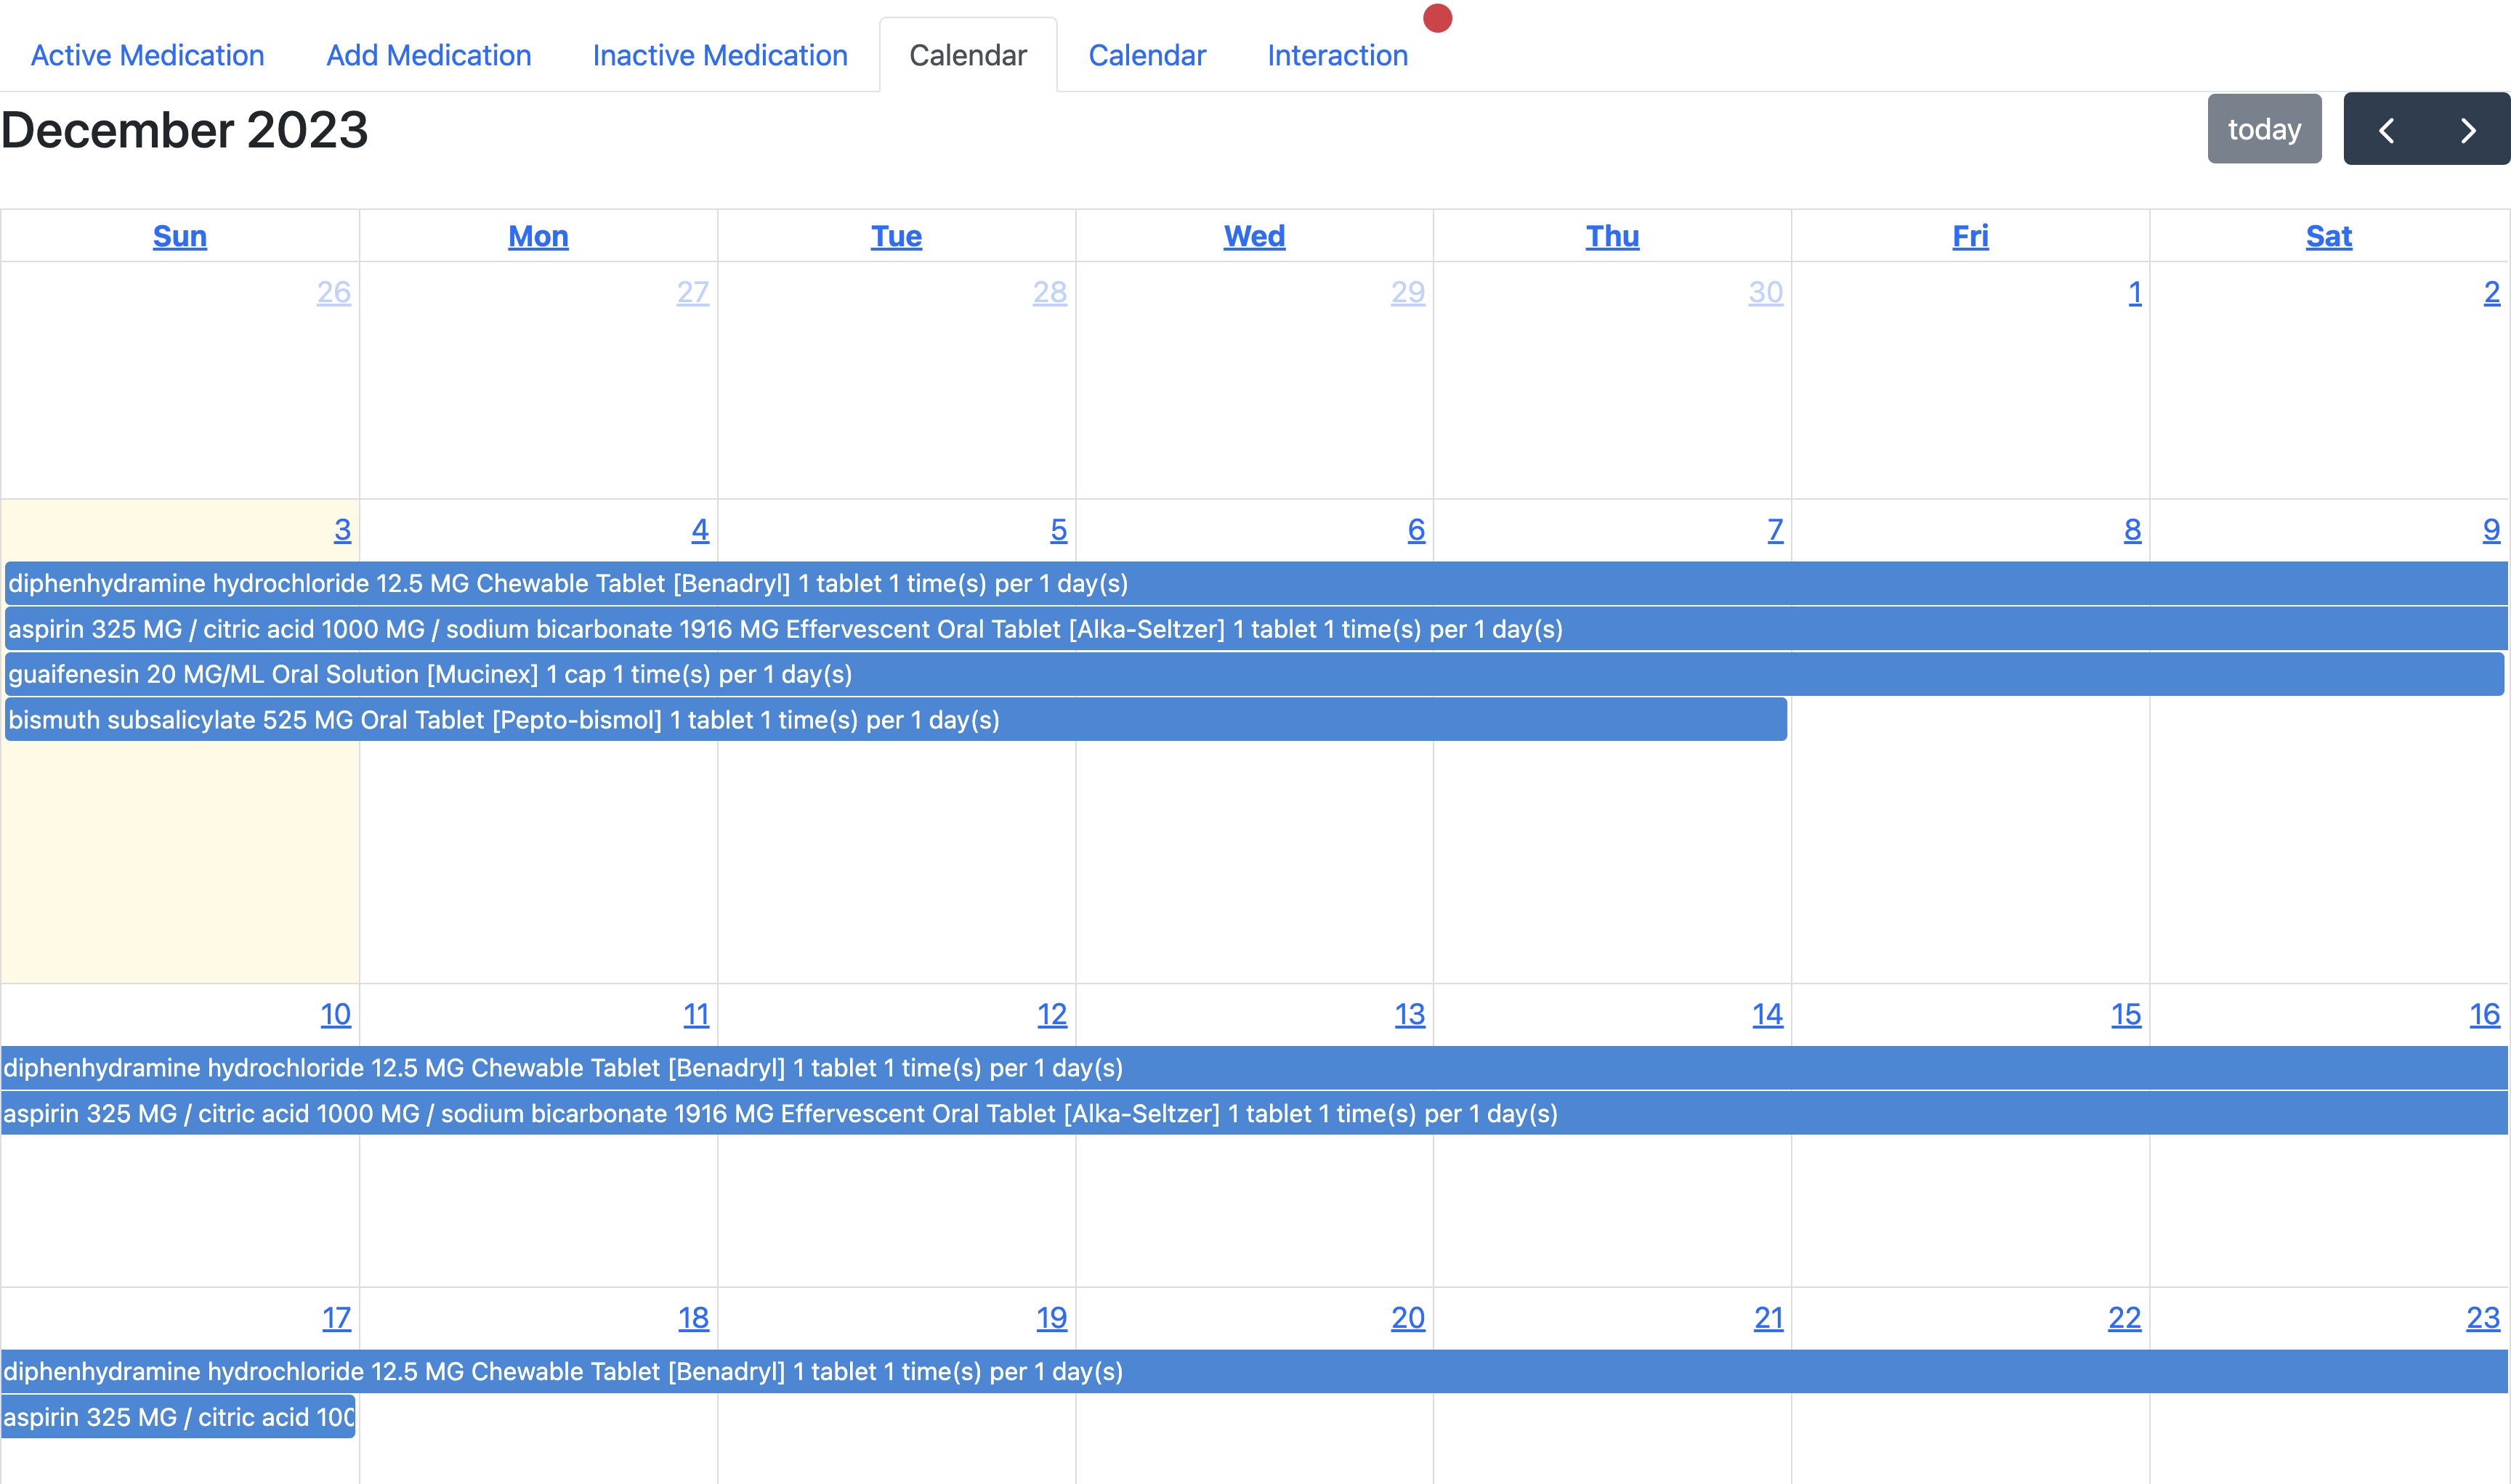 Active Medication Add Medication Inactive Medication Calendar Calendar Interaction
December 2023
today
Sun Mon Tue Wed Thu Fri Sat
26 27 28 29 30 1 2
3 4 5 6 7 8 9
diphenhydramine hydrochloride 12.5 MG Chewable Tablet [Benadryl] 1 tablet 1 time(s) per 1 day(s)
aspirin 325 MG / citric acid 1000 MG / sodium bicarbonate 1916 MG Effervescent Oral Tablet [Alka-Seltzer] 1 tablet 1 time(s) per 1 day(s)
guaifenesin 20 MG/ML Oral Solution [Mucinex] 1 cap 1 time(s) per 1 day(s)
bismuth subsalicylate 525 MG Oral Tablet [Pepto-bismol] 1 tablet 1 time(s) per 1 day(s)
10 11 12 13 14 15 16
diphenhydramine hydrochloride 12.5 MG Chewable Tablet [Benadryl] 1 tablet 1 time(s) per 1 day(s)
aspirin 325 MG / citric acid 1000 MG / sodium bicarbonate 1916 MG Effervescent Oral Tablet [Alka-Seltzer] 1 tablet 1 time(s) per 1 day(s)
17 18 19 20 21 22 23
diphenhydramine hydrochloride 12.5 MG Chewable Tablet [Benadryl] 1 tablet 1 time(s) per 1 day(s)
aspirin 325 MG / citric acid 100